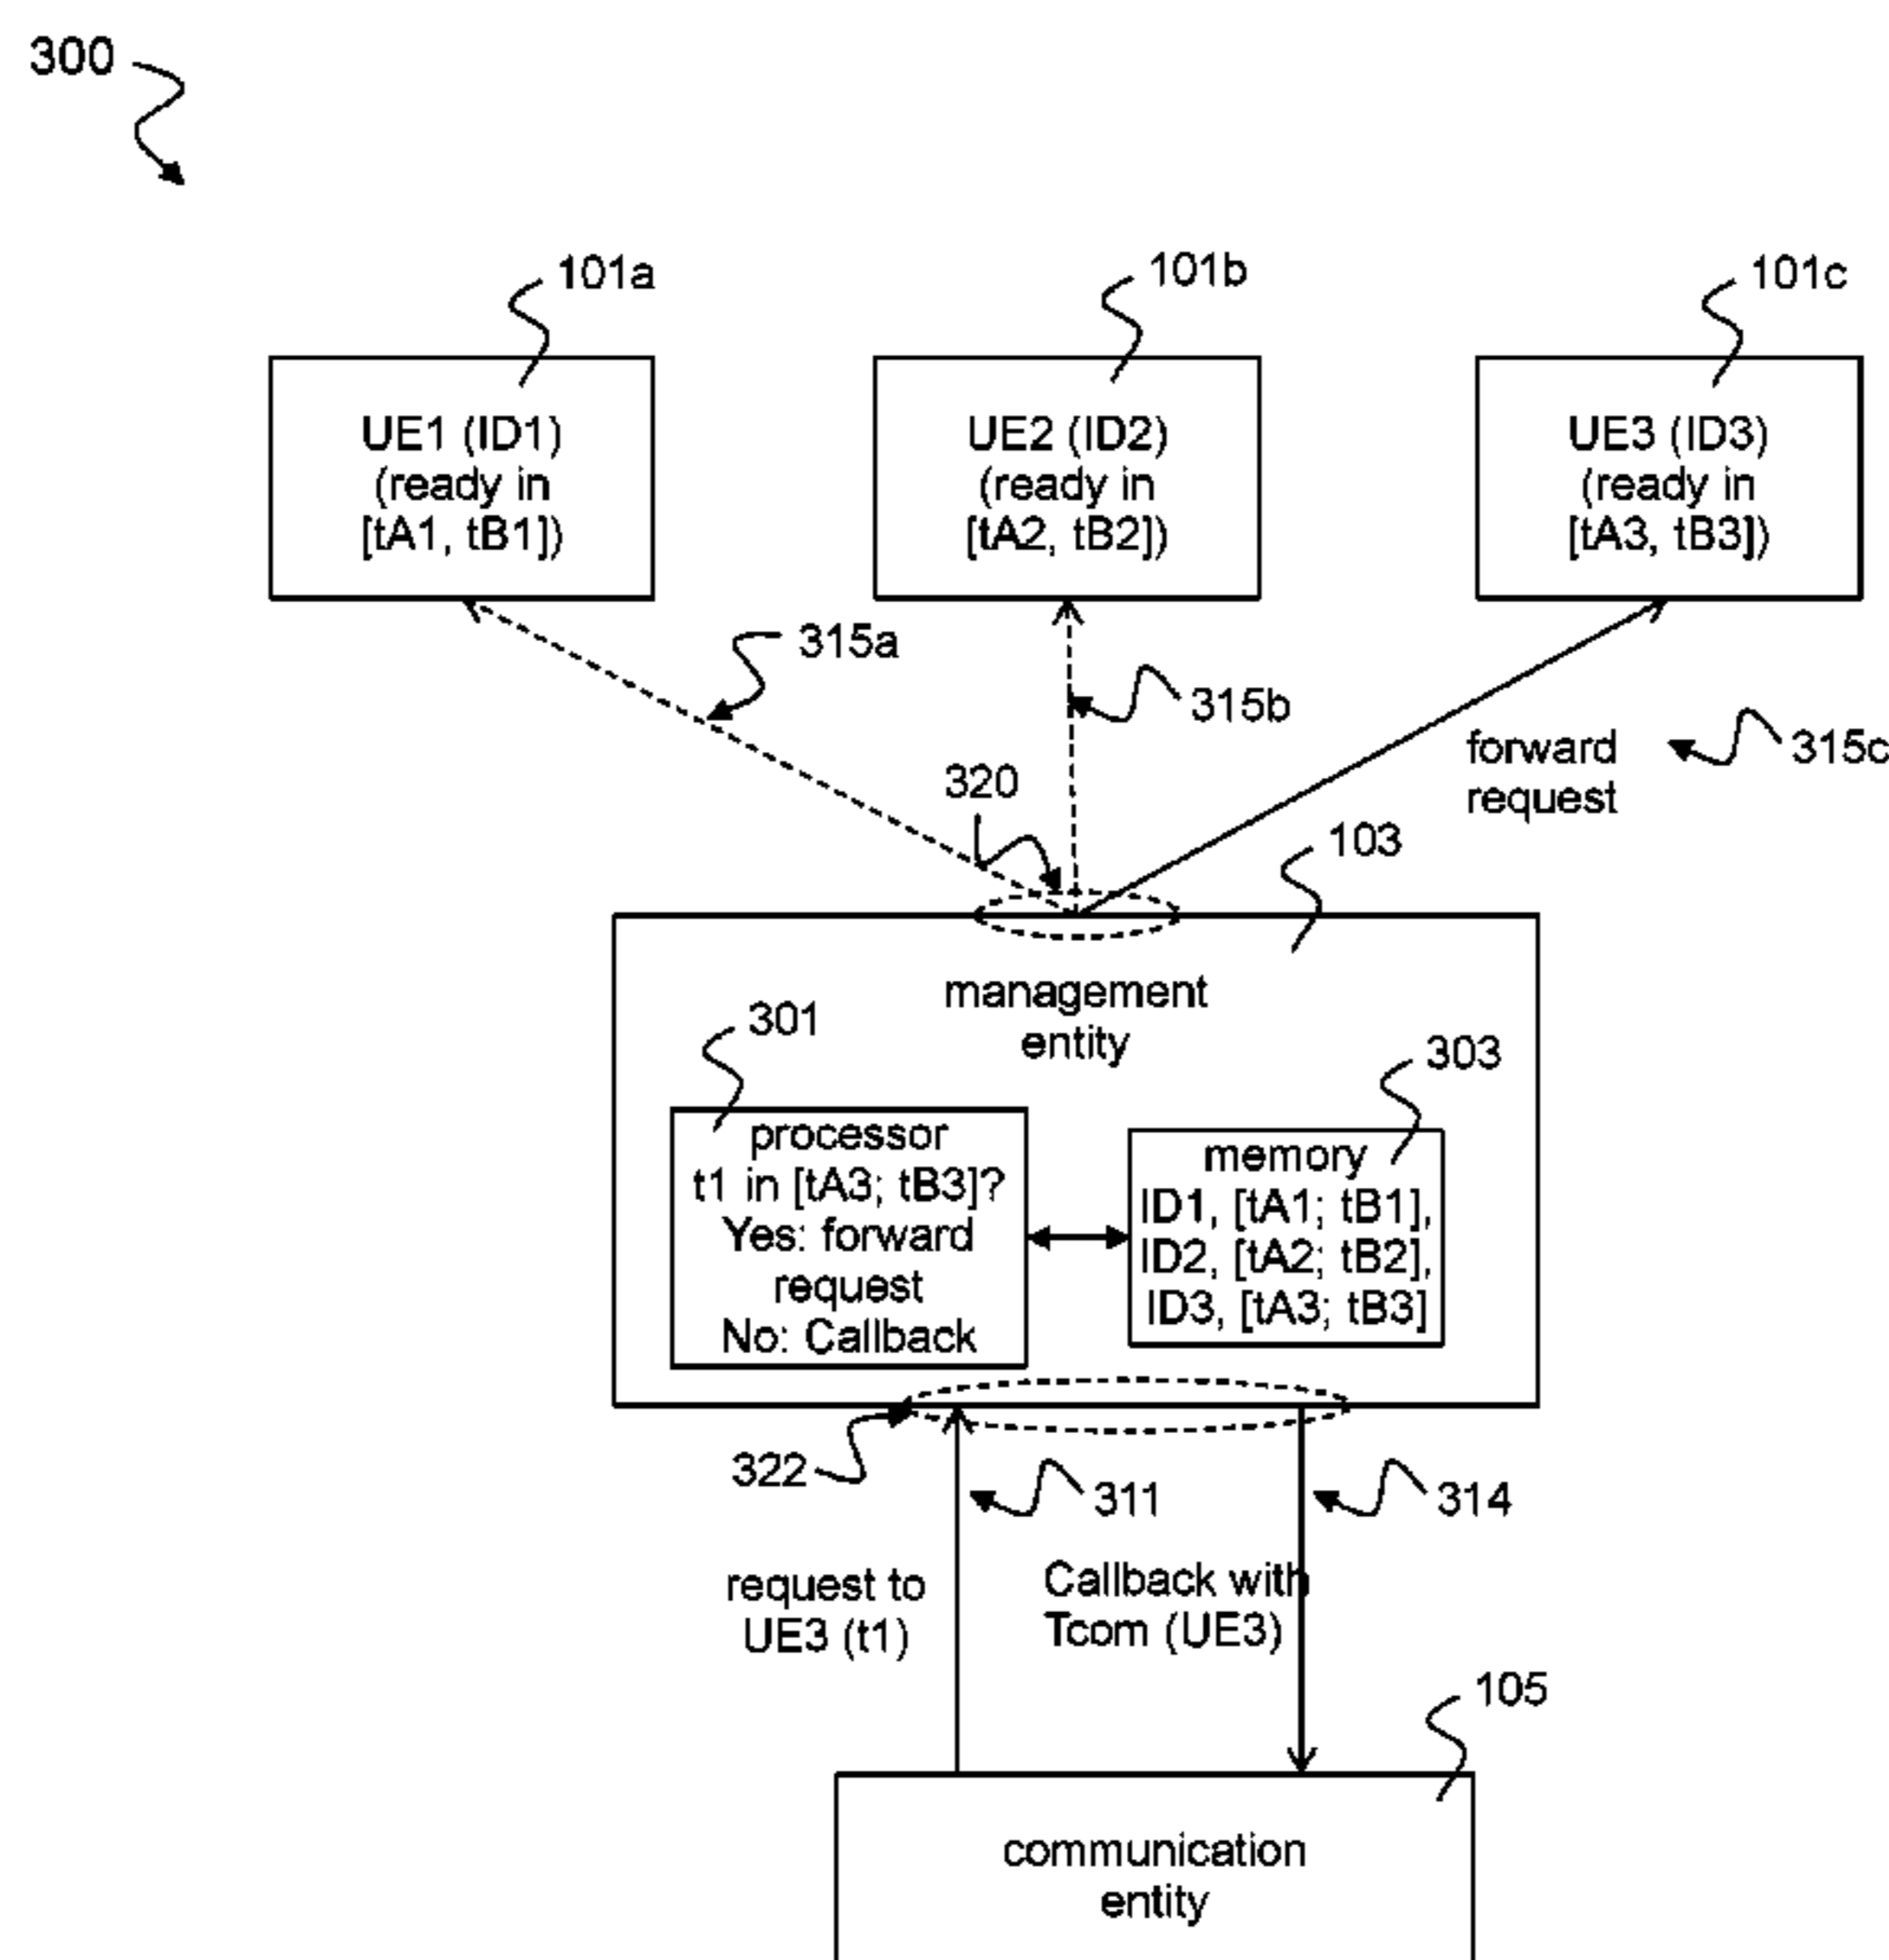 300
101a
101b
101c
UE1 (ID1)
(ready in
[tA1, tB1])
UE2 (ID2)
(ready in
[tA2, tB2])
UE3 (ID3)
(ready in
[tA3, tB3])
315a
315b
forward
request
315c
320
103
management
entity
301
303
processor
t1 in [tA3; tB3]?
Yes: forward
request
No: Callback
memory
ID1, [tA1; tB1],
ID2, [tA2; tB2],
ID3, [tA3; tB3]
322
311
314
request to
UE3 (t1)
Callback with
Tcom (UE3)
105
communication
entity